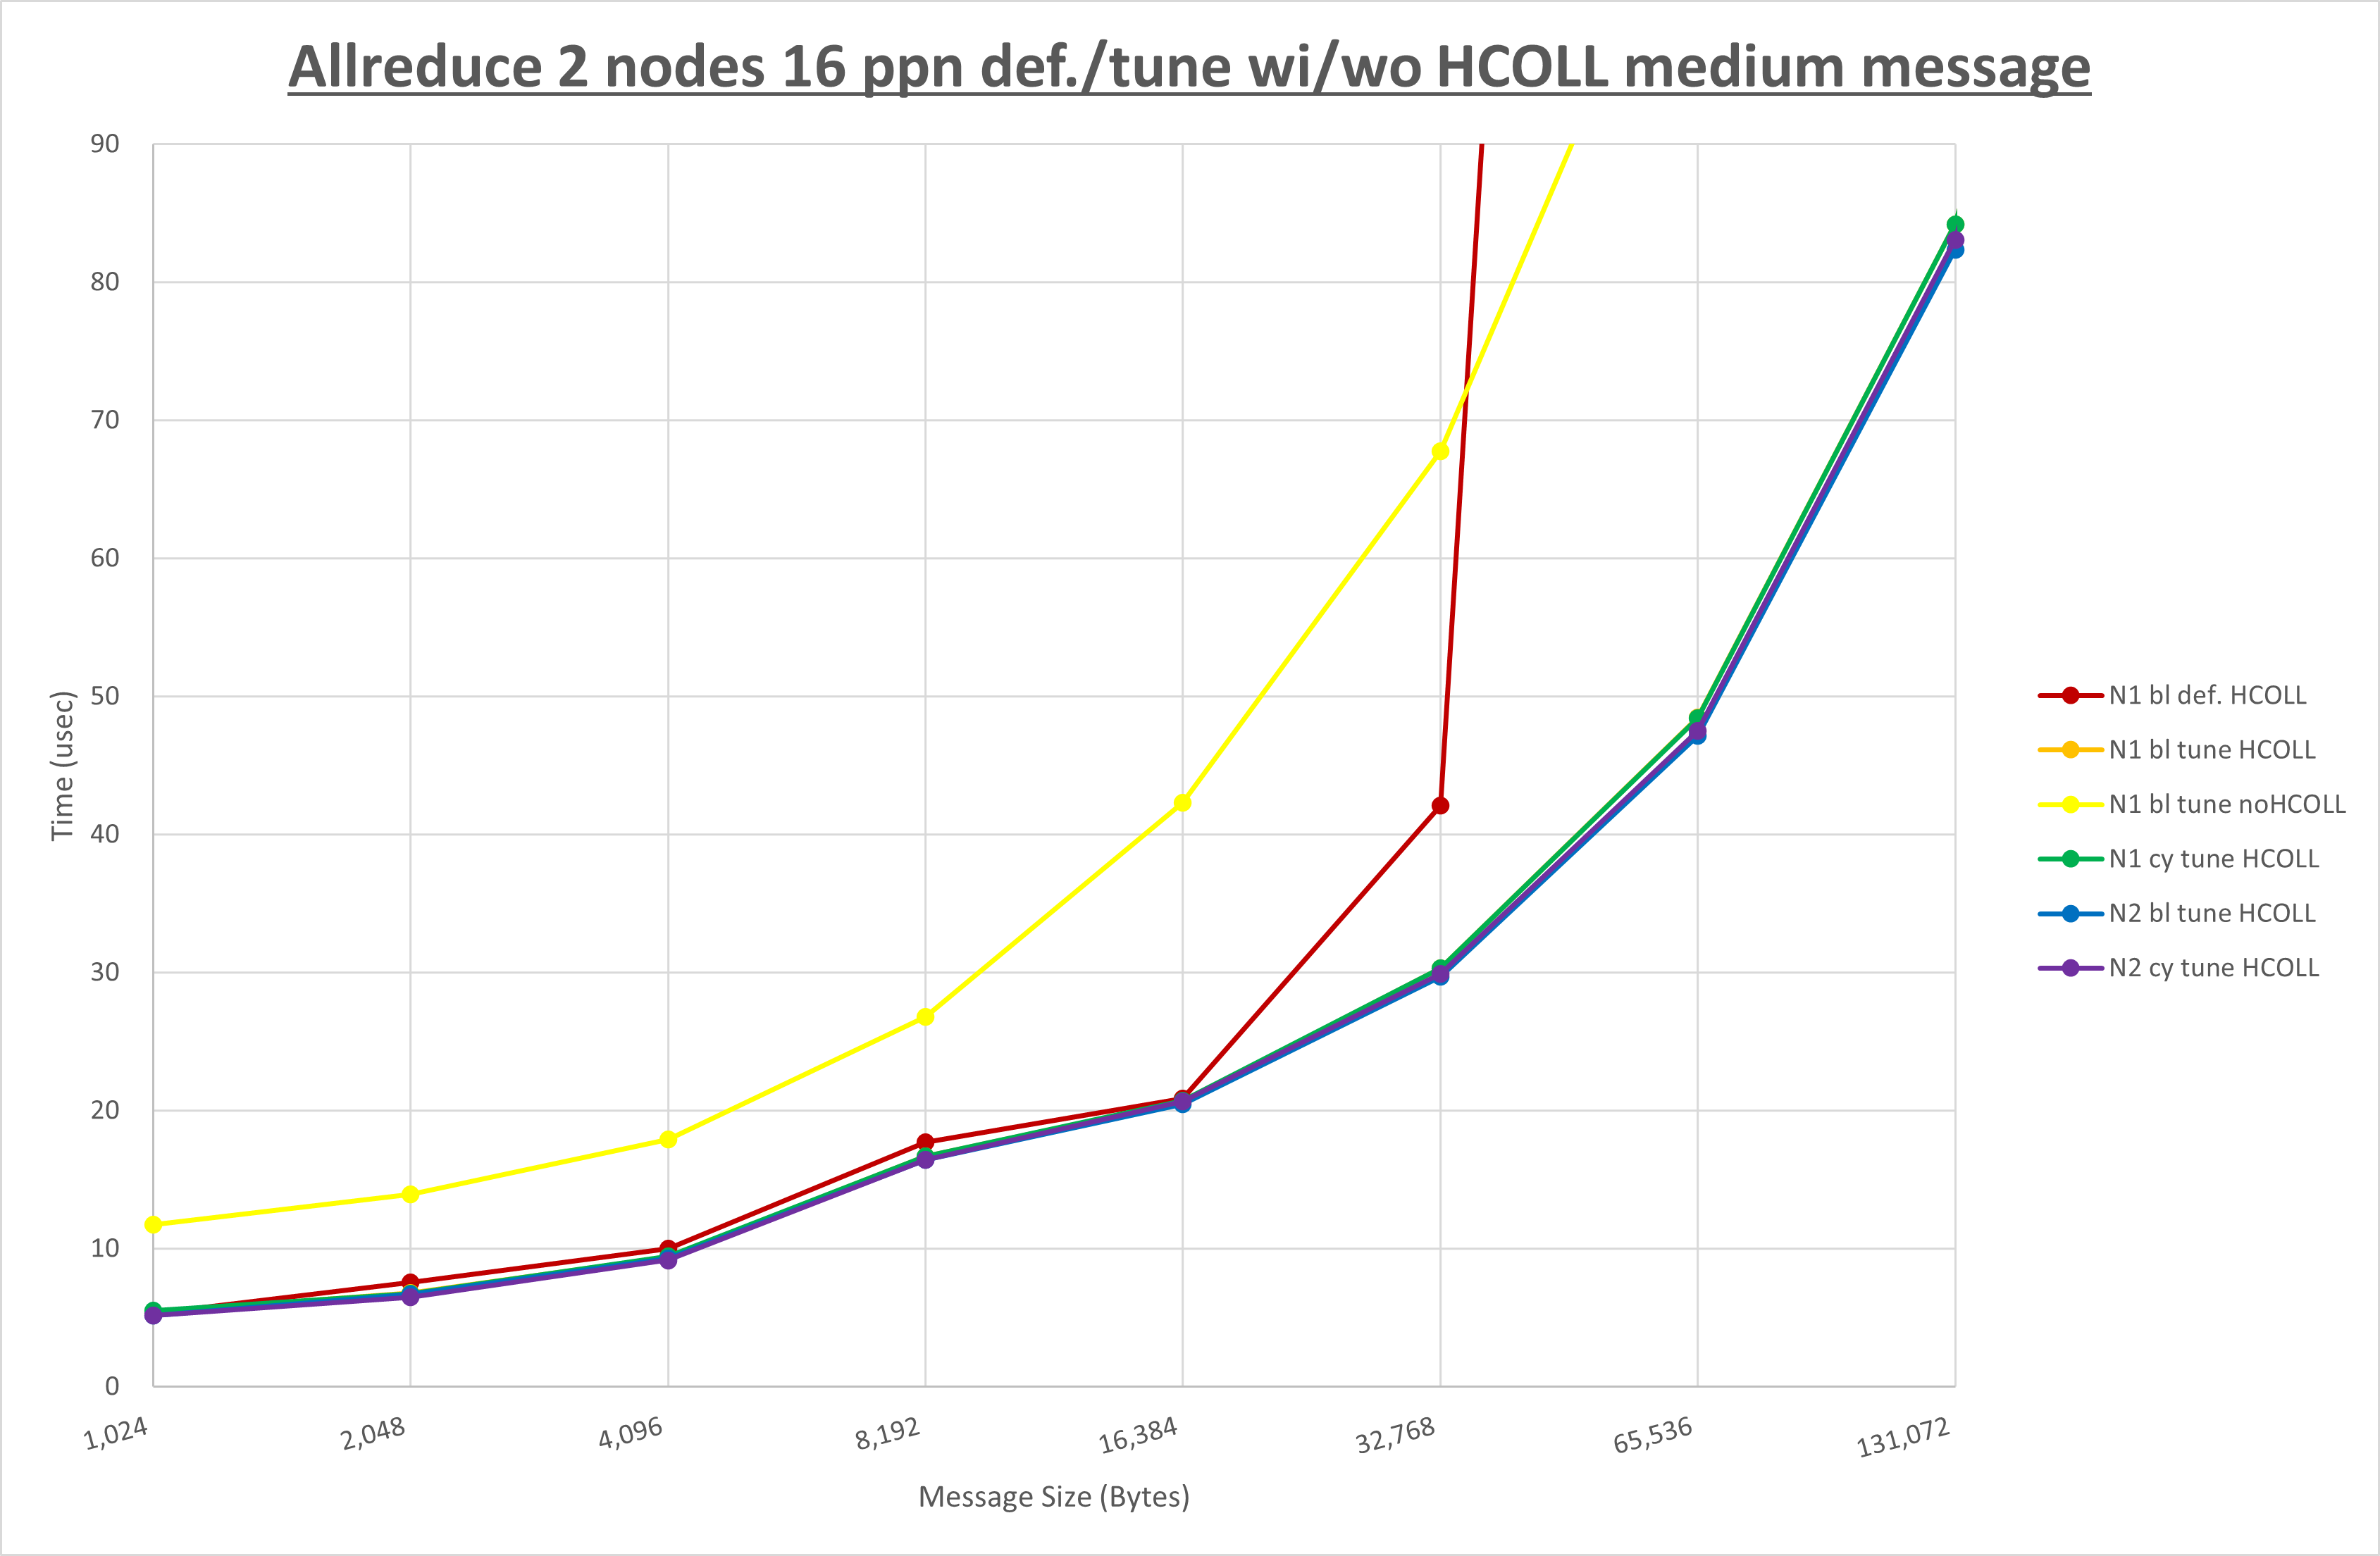 Allreduce 2 nodes 16 ppn def./tune wi/wo HCOLL medium message
90
80
70
60
50
40
30
20
10
0
Time (usec)
1,024
2,048
4,096
8,192
16,384
32,768
65,536
131,072
Message Size (Bytes)
N1 bl def. HCOLL
N1 bl tune HCOLL
N1 bl tune noHCOLL
N1 cy tune HCOLL
N2 bl tune HCOLL
N2 cy tune HCOLL